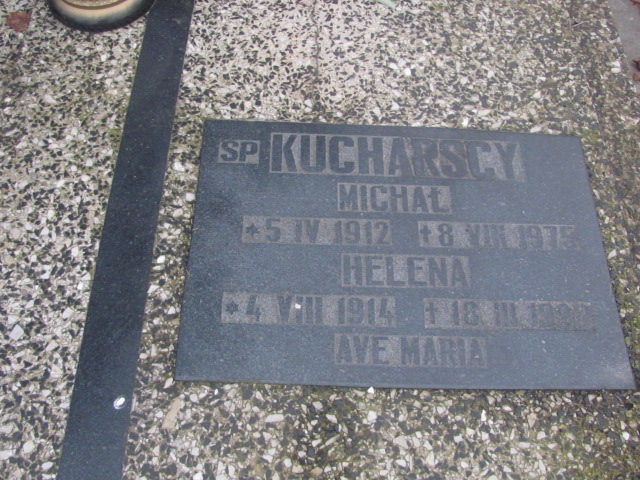 SP KUCHARSCY
MICHAŁ
*5 IV 1912 †8 VIII 1975
HELENA
*4 VIII 1914 †18 III
AVE MARIA